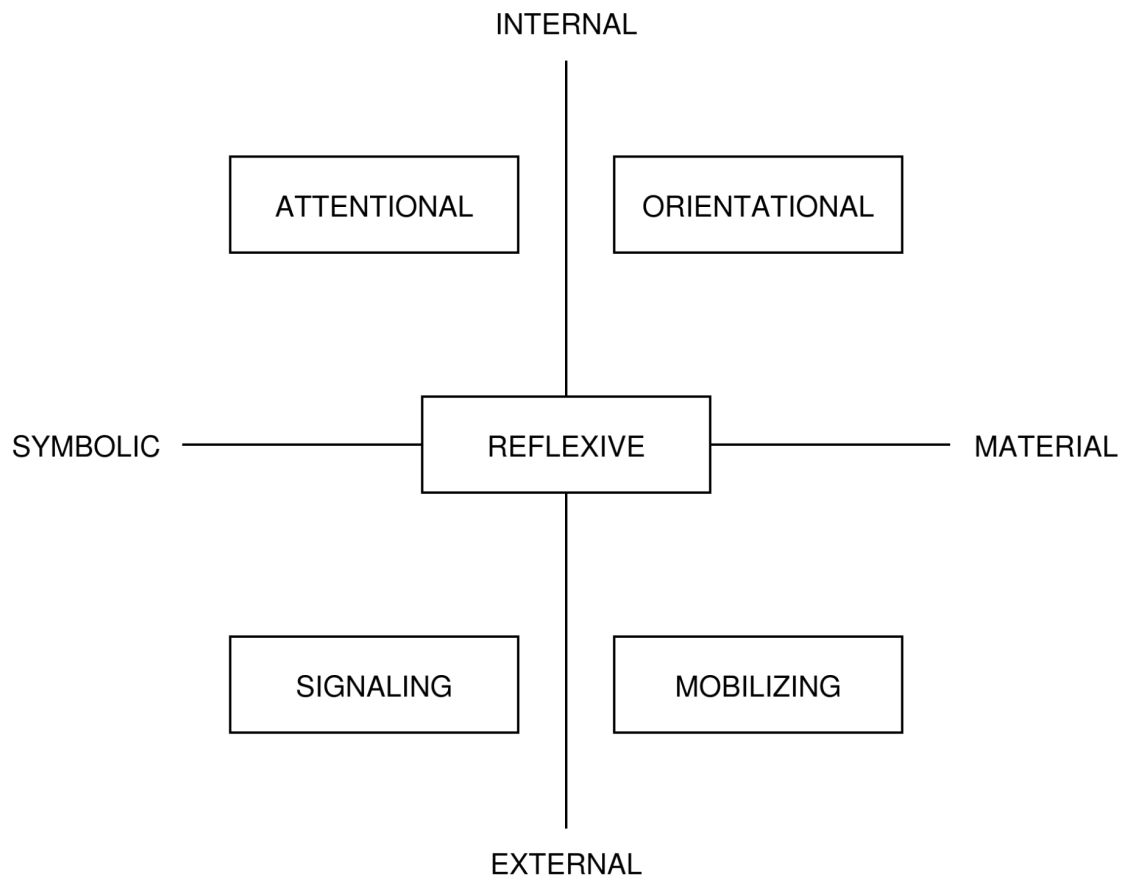 INTERNAL
ATTENTIONAL
ORIENTATIONAL
SYMBOLIC
REFLEXIVE
MATERIAL
SIGNALING
MOBILIZING
EXTERNAL